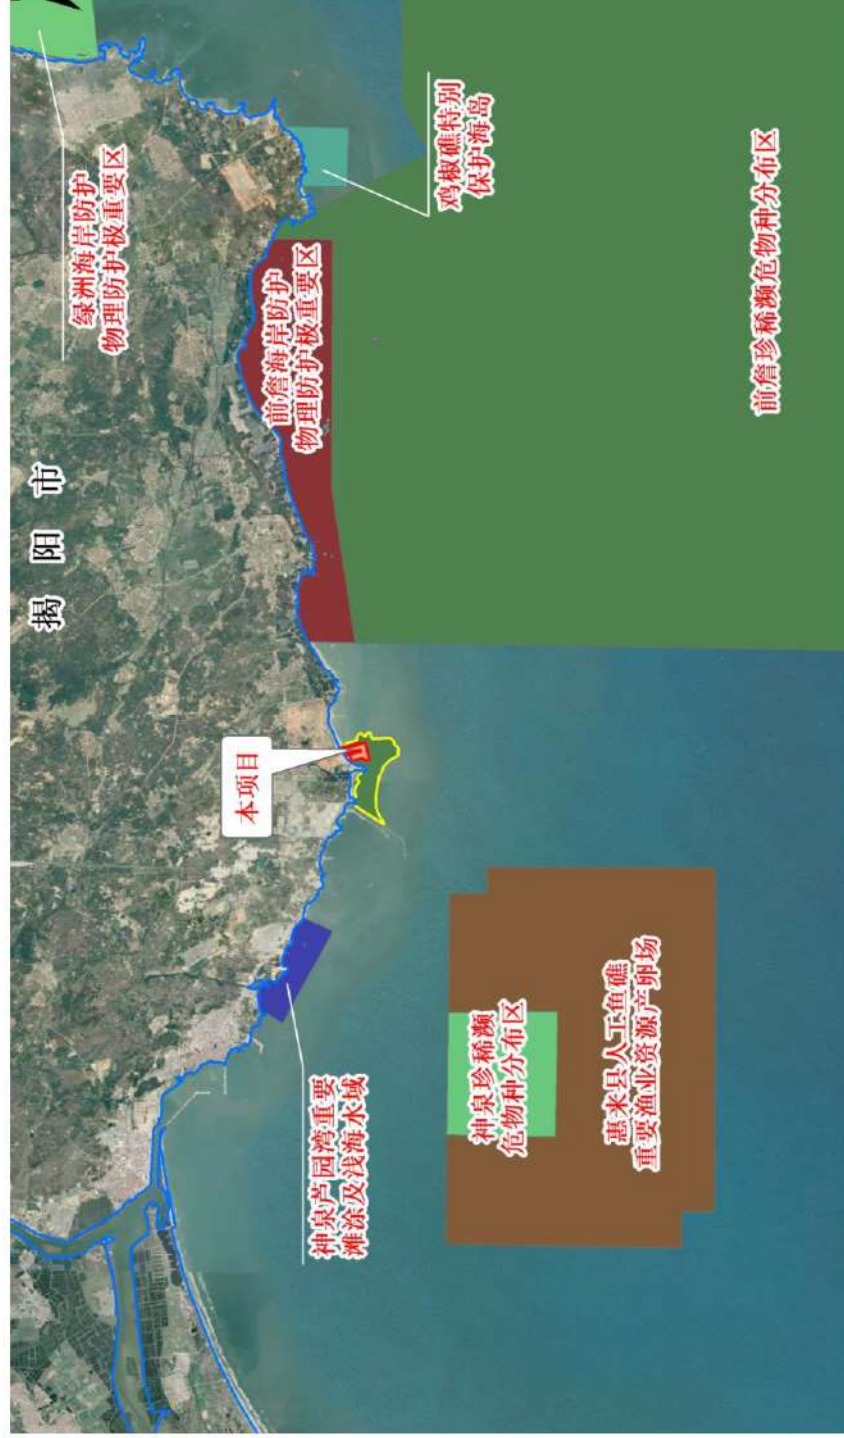 揭阳市
绿洲海岸防护
物理防护极重要区
神泉芦园湾重要
滩涂及浅海水域
本项目
前詹海岸防护
物理防护极重要区
鸡椒礁特别
保护海岛
神泉珍稀濒
危物种分布区
惠来县人工鱼礁
重要渔业资源产卵场
前詹珍稀濒危物种分布区